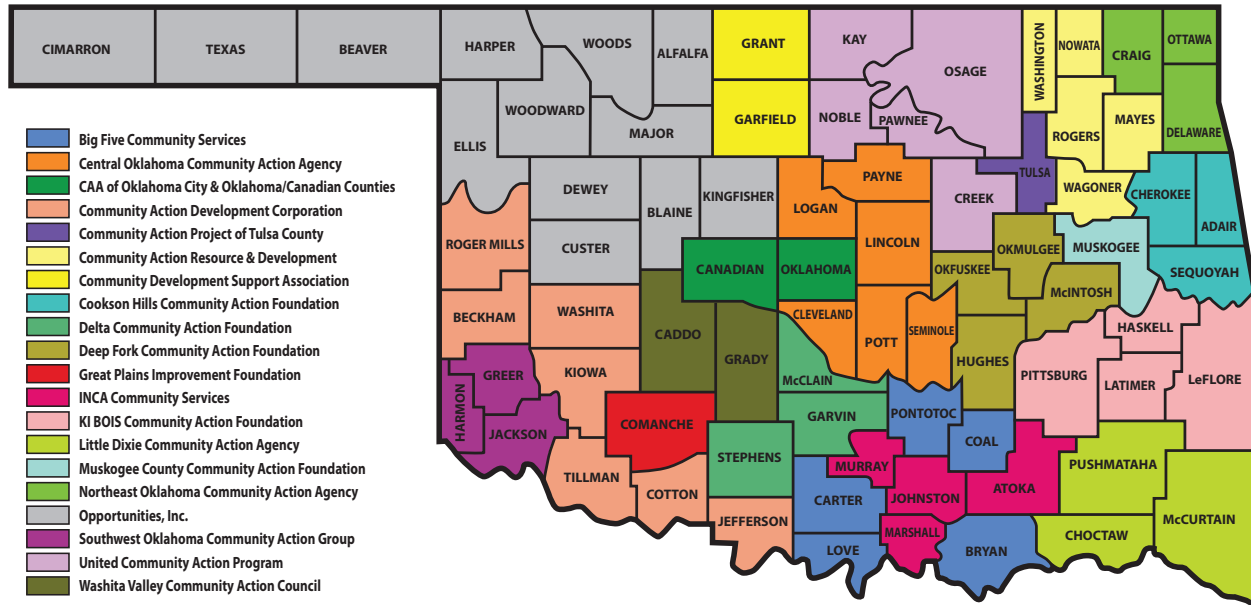 CIMARRON
TEXAS
BEAVER
HARPER
WOODS
ALFALFA
GRANT
KAY
OSAGE
WASHINGTON
NOWATA
CRAIG
OTTAWA
WOODWARD
MAJOR
GARFIELD
NOBLE
PAWNEE
ROGERS
MAYES
DELAWARE
ELLIS
DEWEY
BLAINE
KINGFISHER
LOGAN
PAYNE
CREEK
TULSA
WAGONER
CHEROKEE
ADAIR
ROGER MILLS
CUSTER
CANADIAN
OKLAHOMA
LINCOLN
OKFUSKEE
OKMULGEE
MUSKOGEE
SEQUOYAH
McINTOSH
BECKHAM
WASHITA
CADDO
GRADY
CLEVELAND
POTT
SEMINOLE
HUGHES
HASKELL
PITTSBURG
LATIMER
LeFLORE
HARMON
GREER
KIOWA
McCLAIN
JACKSON
COMANCHE
GARVIN
PONTOTOC
COAL
STEPHENS
MURRAY
TILLMAN
COTTON
CARTER
JOHNSTON
ATOKA
PUSHMATAHA
JEFFERSON
LOVE
MARSHALL
BRYAN
CHOCTAW
McCURTAIN
Big Five Community Services
Central Oklahoma Community Action Agency
CAA of Oklahoma City & Oklahoma/Canadian Counties
Community Action Development Corporation
Community Action Project of Tulsa County
Community Action Resource & Development
Community Development Support Association
Cookson Hills Community Action Foundation
Delta Community Action Foundation
Deep Fork Community Action Foundation
Great Plains Improvement Foundation
INCA Community Services
KI BOIS Community Action Foundation
Little Dixie Community Action Agency
Muskogee County Community Action Foundation
Northeast Oklahoma Community Action Agency
Opportunities, Inc.
Southwest Oklahoma Community Action Group
United Community Action Program
Washita Valley Community Action Council